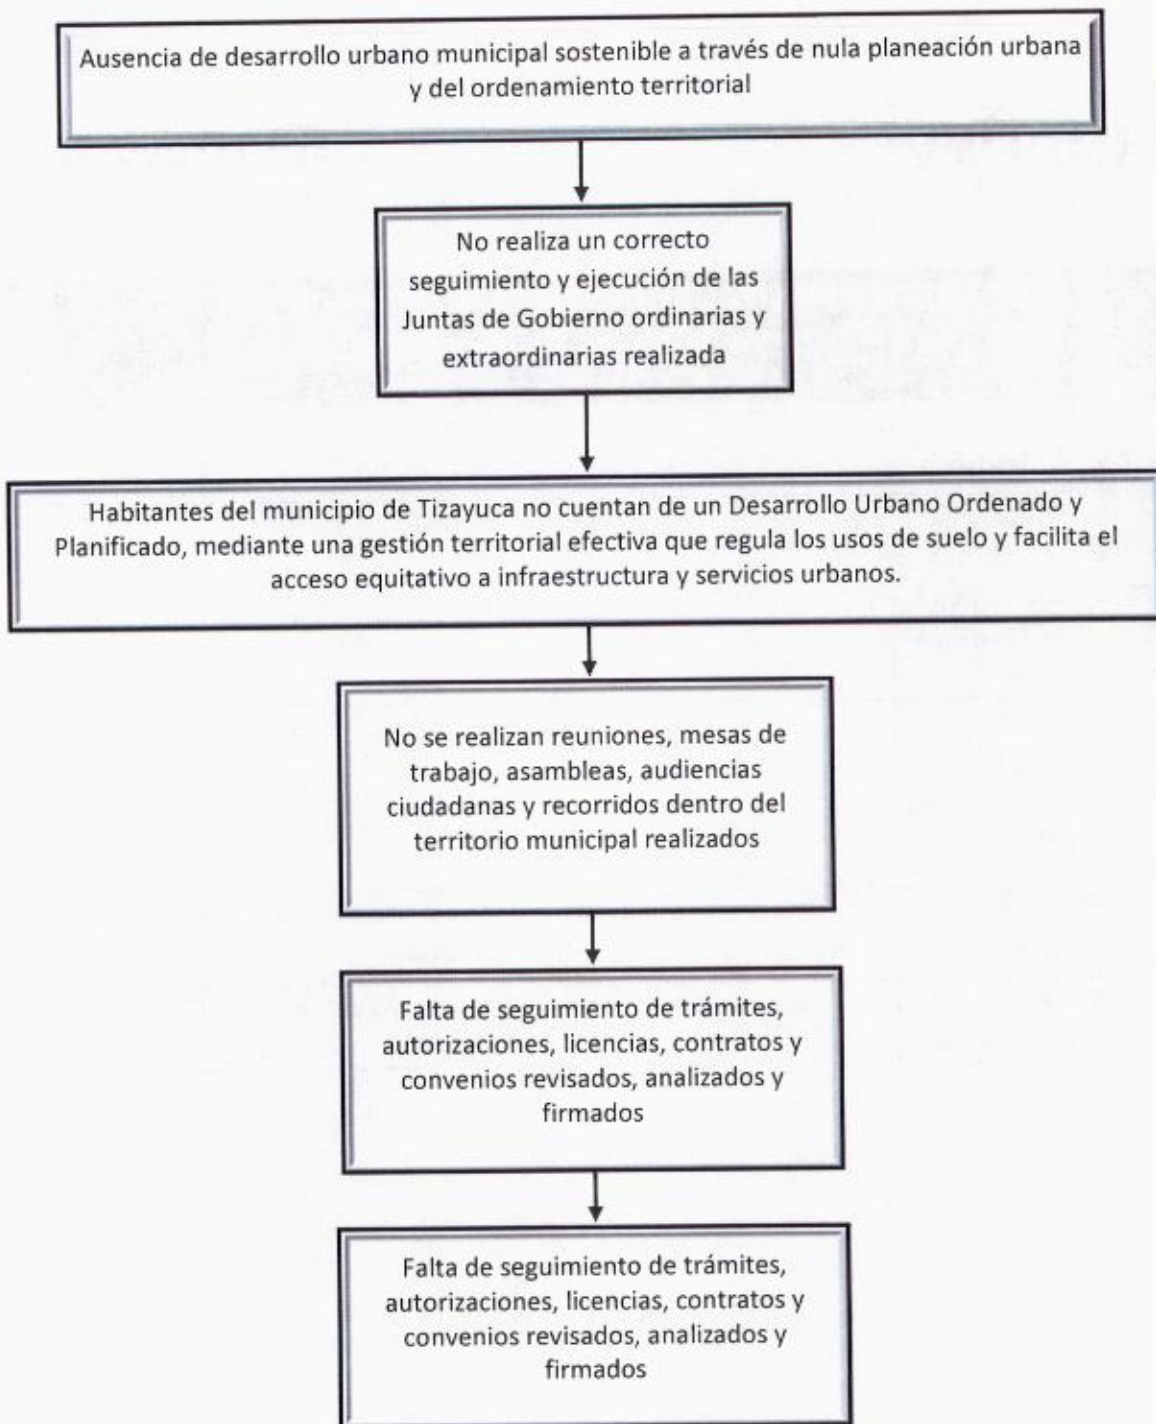 Ausencia de desarrollo urbano municipal sostenible a través de nula planeación urbana
y del ordenamiento territorial
No realiza un correcto
seguimiento y ejecución de las
Juntas de Gobierno ordinarias y
extraordinarias realizada
Habitantes del municipio de Tizayuca no cuentan de un Desarrollo Urbano Ordenado y
Planificado, mediante una gestión territorial efectiva que regula los usos de suelo y facilita el
acceso equitativo a infraestructura y servicios urbanos.
No se realizan reuniones, mesas de
trabajo, asambleas, audiencias
ciudadanas y recorridos dentro del
territorio municipal realizados
Falta de seguimiento de trámites,
autorizaciones, licencias, contratos y
convenios revisados, analizados y
firmados
Falta de seguimiento de trámites,
autorizaciones, licencias, contratos y
convenios revisados, analizados y
firmados